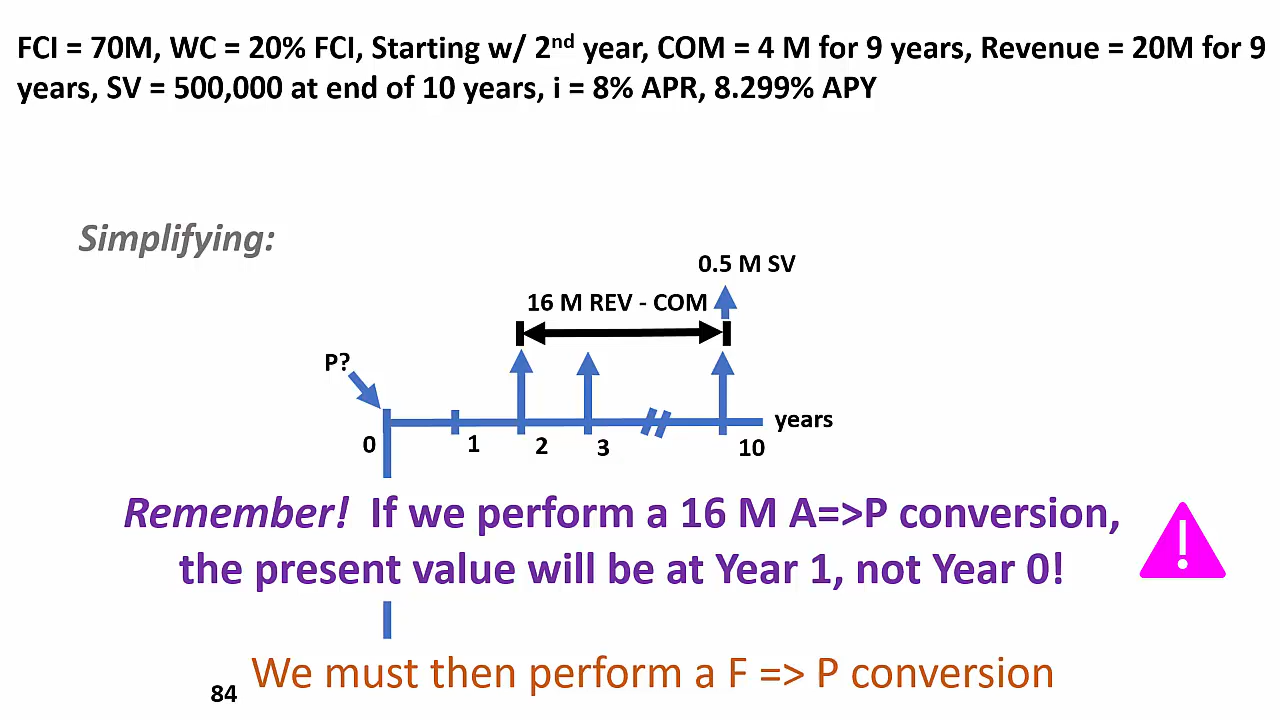 FCI = 70M, WC = 20% FCI, Starting w/ 2nd year, COM = 4 M for 9 years, Revenue = 20M for 9
years, SV = 500,000 at end of 10 years, i = 8% APR, 8.299% APY
Simplifying:
0.5 M SV
16 M REV - COM
P?
years
0 1 2 3 10
Remember! If we perform a 16 M A=>P conversion,
the present value will be at Year 1, not Year 0!
We must then perform a F => P conversion
84